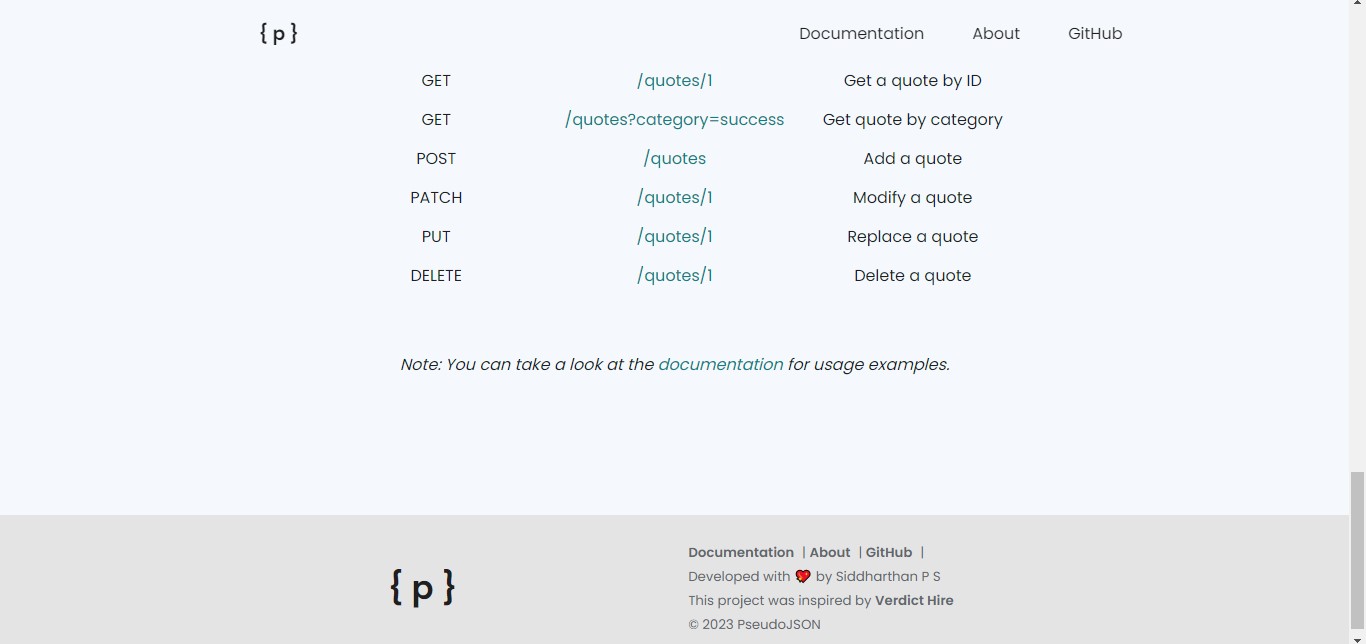 { p } Documentation About GitHub
GET /quotes/1 Get a quote by ID
GET /quotes?category=success Get quote by category
POST /quotes Add a quote
PATCH /quotes/1 Modify a quote
PUT /quotes/1 Replace a quote
DELETE /quotes/1 Delete a quote
Note: You can take a look at the documentation for usage examples.
{ p }
Documentation | About | GitHub |
Developed with 💖 by Siddharthan P S
This project was inspired by Verdict Hire
© 2023 PseudoJSON